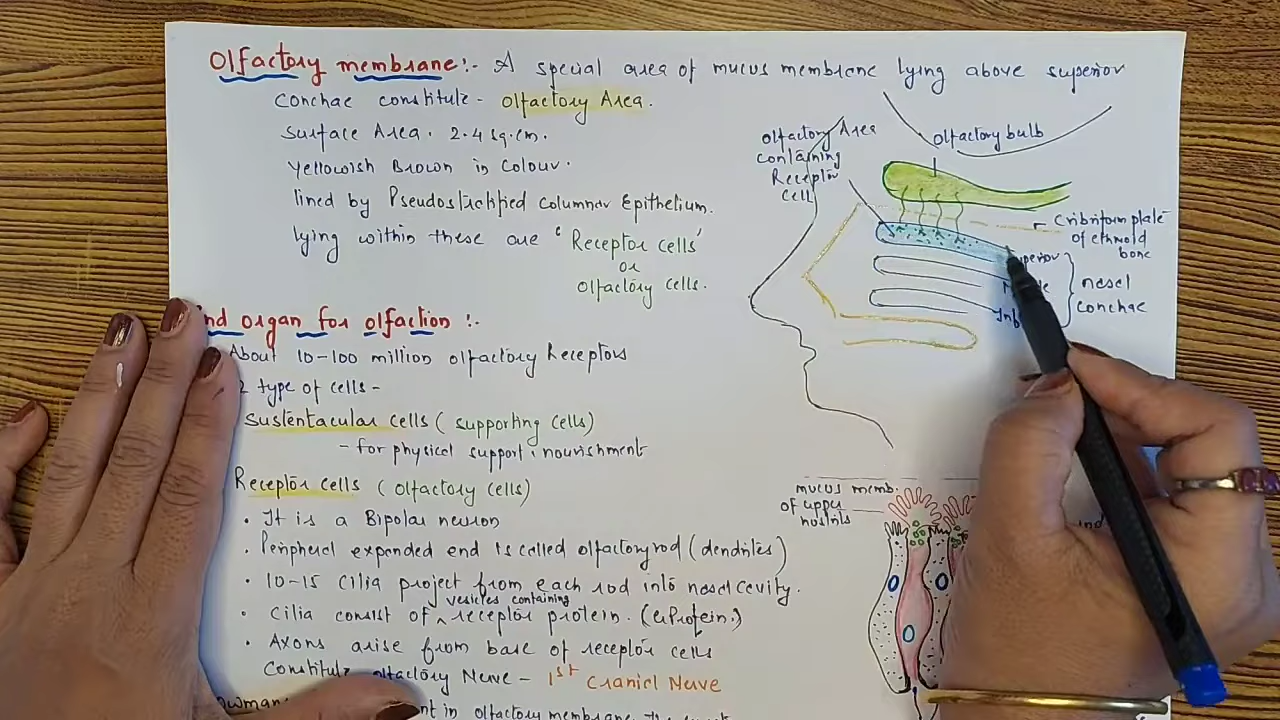 Olfactory membrane:- A special area of mucus membrane lying above superior
Conchae constitute - Olfactory Area.
Surface Area. 2.4 sq.cm.
Yellowish Brown in Colour.
lined by Pseudostratified Columnar Epithelium.
lying within these are 'Receptor cells'
or
olfactory cells.
nd organ for olfaction :-
About 10-100 million olfactory Receptors
2 type of cells -
Sustentacular cells ( supporting cells)
- for physical support, nourishment
Receptor cells ( olfactory cells)
• It is a Bipolar neuron
• Peripheral expanded end is called olfactory rod (dendrites)
• 10-15 Cilia project from each rod into nasal cavity.
vesicles containing
• Cilia consist of ^ receptor protein. (G Protein.)
• Axons arise from base of receptor cells
Constitute olfactory Nerve - 1st Cranial Nerve
owman
nt in olfactory membrane
olfactory Area
containing
Receptor
Cell
olfactory bulb
Cribriform plate
of ethmoid
bone
uperior
nasal
conchae
Inf
mucus memb.
of upper
nostrils